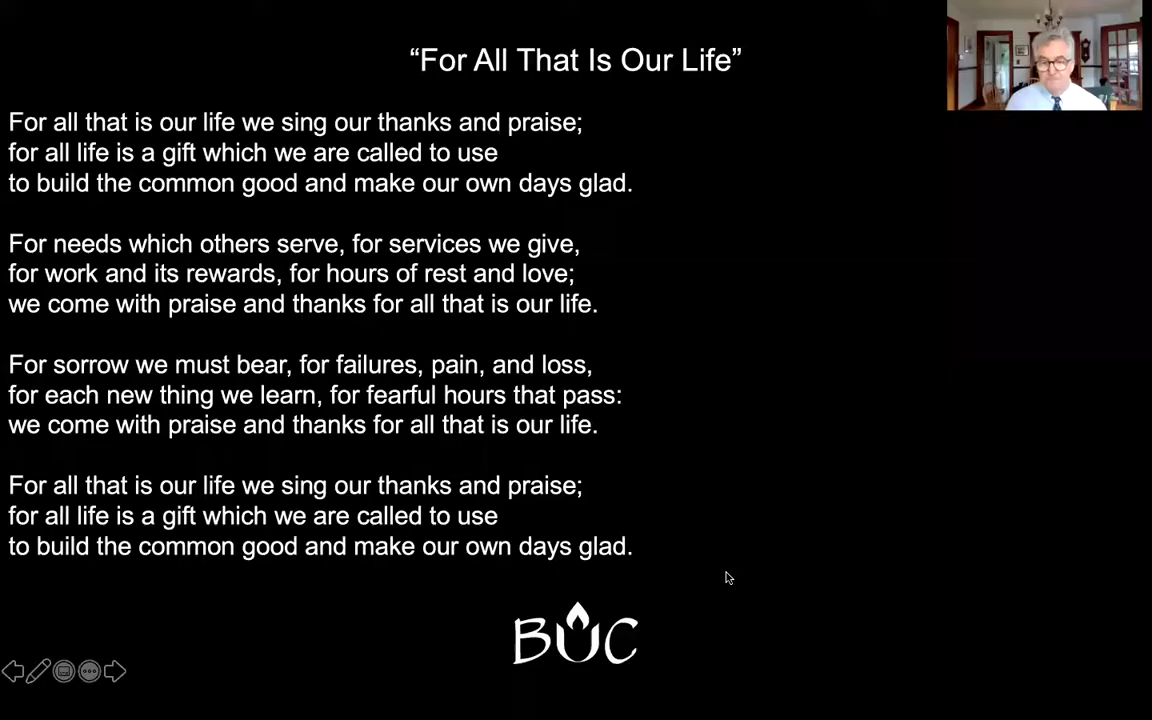 “For All That Is Our Life”
For all that is our life we sing our thanks and praise;
for all life is a gift which we are called to use
to build the common good and make our own days glad.
For needs which others serve, for services we give,
for work and its rewards, for hours of rest and love;
we come with praise and thanks for all that is our life.
For sorrow we must bear, for failures, pain, and loss,
for each new thing we learn, for fearful hours that pass:
we come with praise and thanks for all that is our life.
For all that is our life we sing our thanks and praise;
for all life is a gift which we are called to use
to build the common good and make our own days glad.
BUC